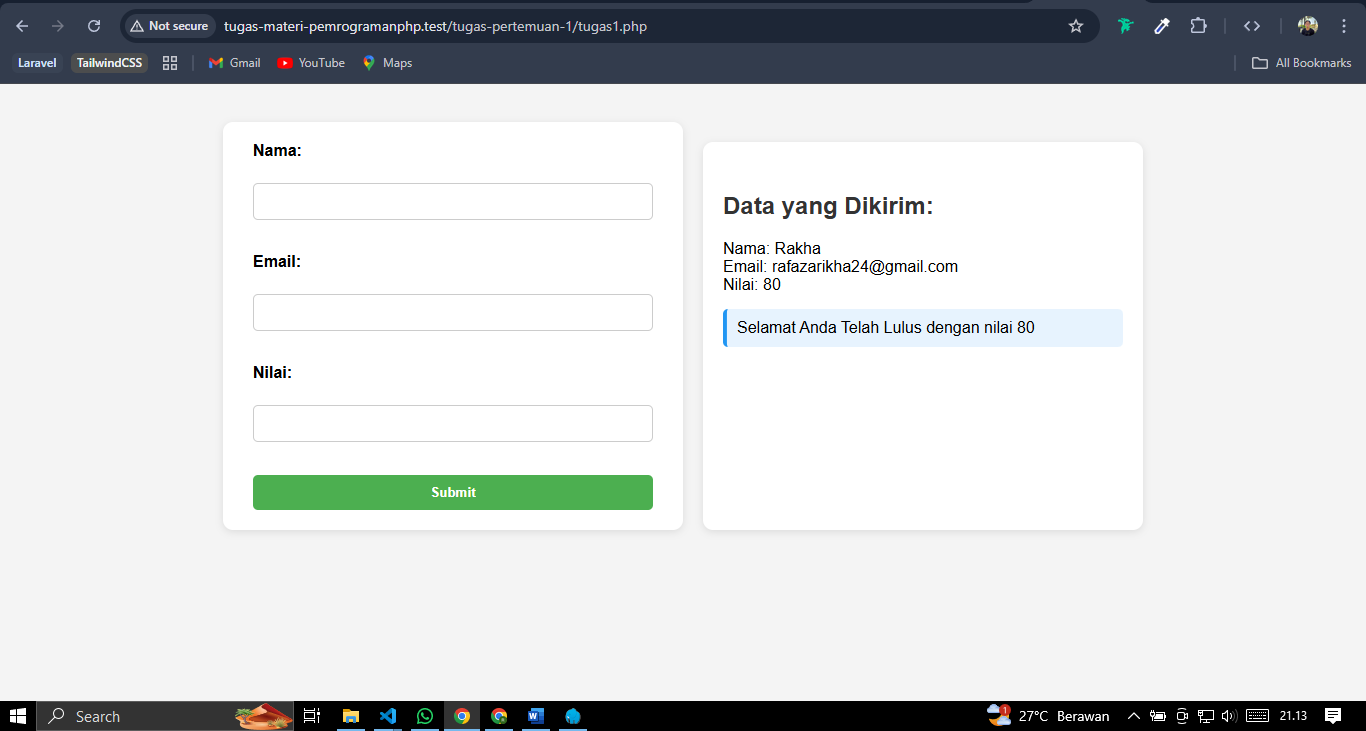 Not secure
tugas-materi-pemrogramanphp.test/tugas-pertemuan-1/tugas1.php
Laravel
TailwindCSS
Gmail
YouTube
Maps
All Bookmarks
Nama:
Email:
Nilai:
Submit
Data yang Dikirim:
Nama: Rakha
Email: rafazarikha24@gmail.com
Nilai: 80
Selamat Anda Telah Lulus dengan nilai 80
Search
W
1
27°C Berawan
21.13